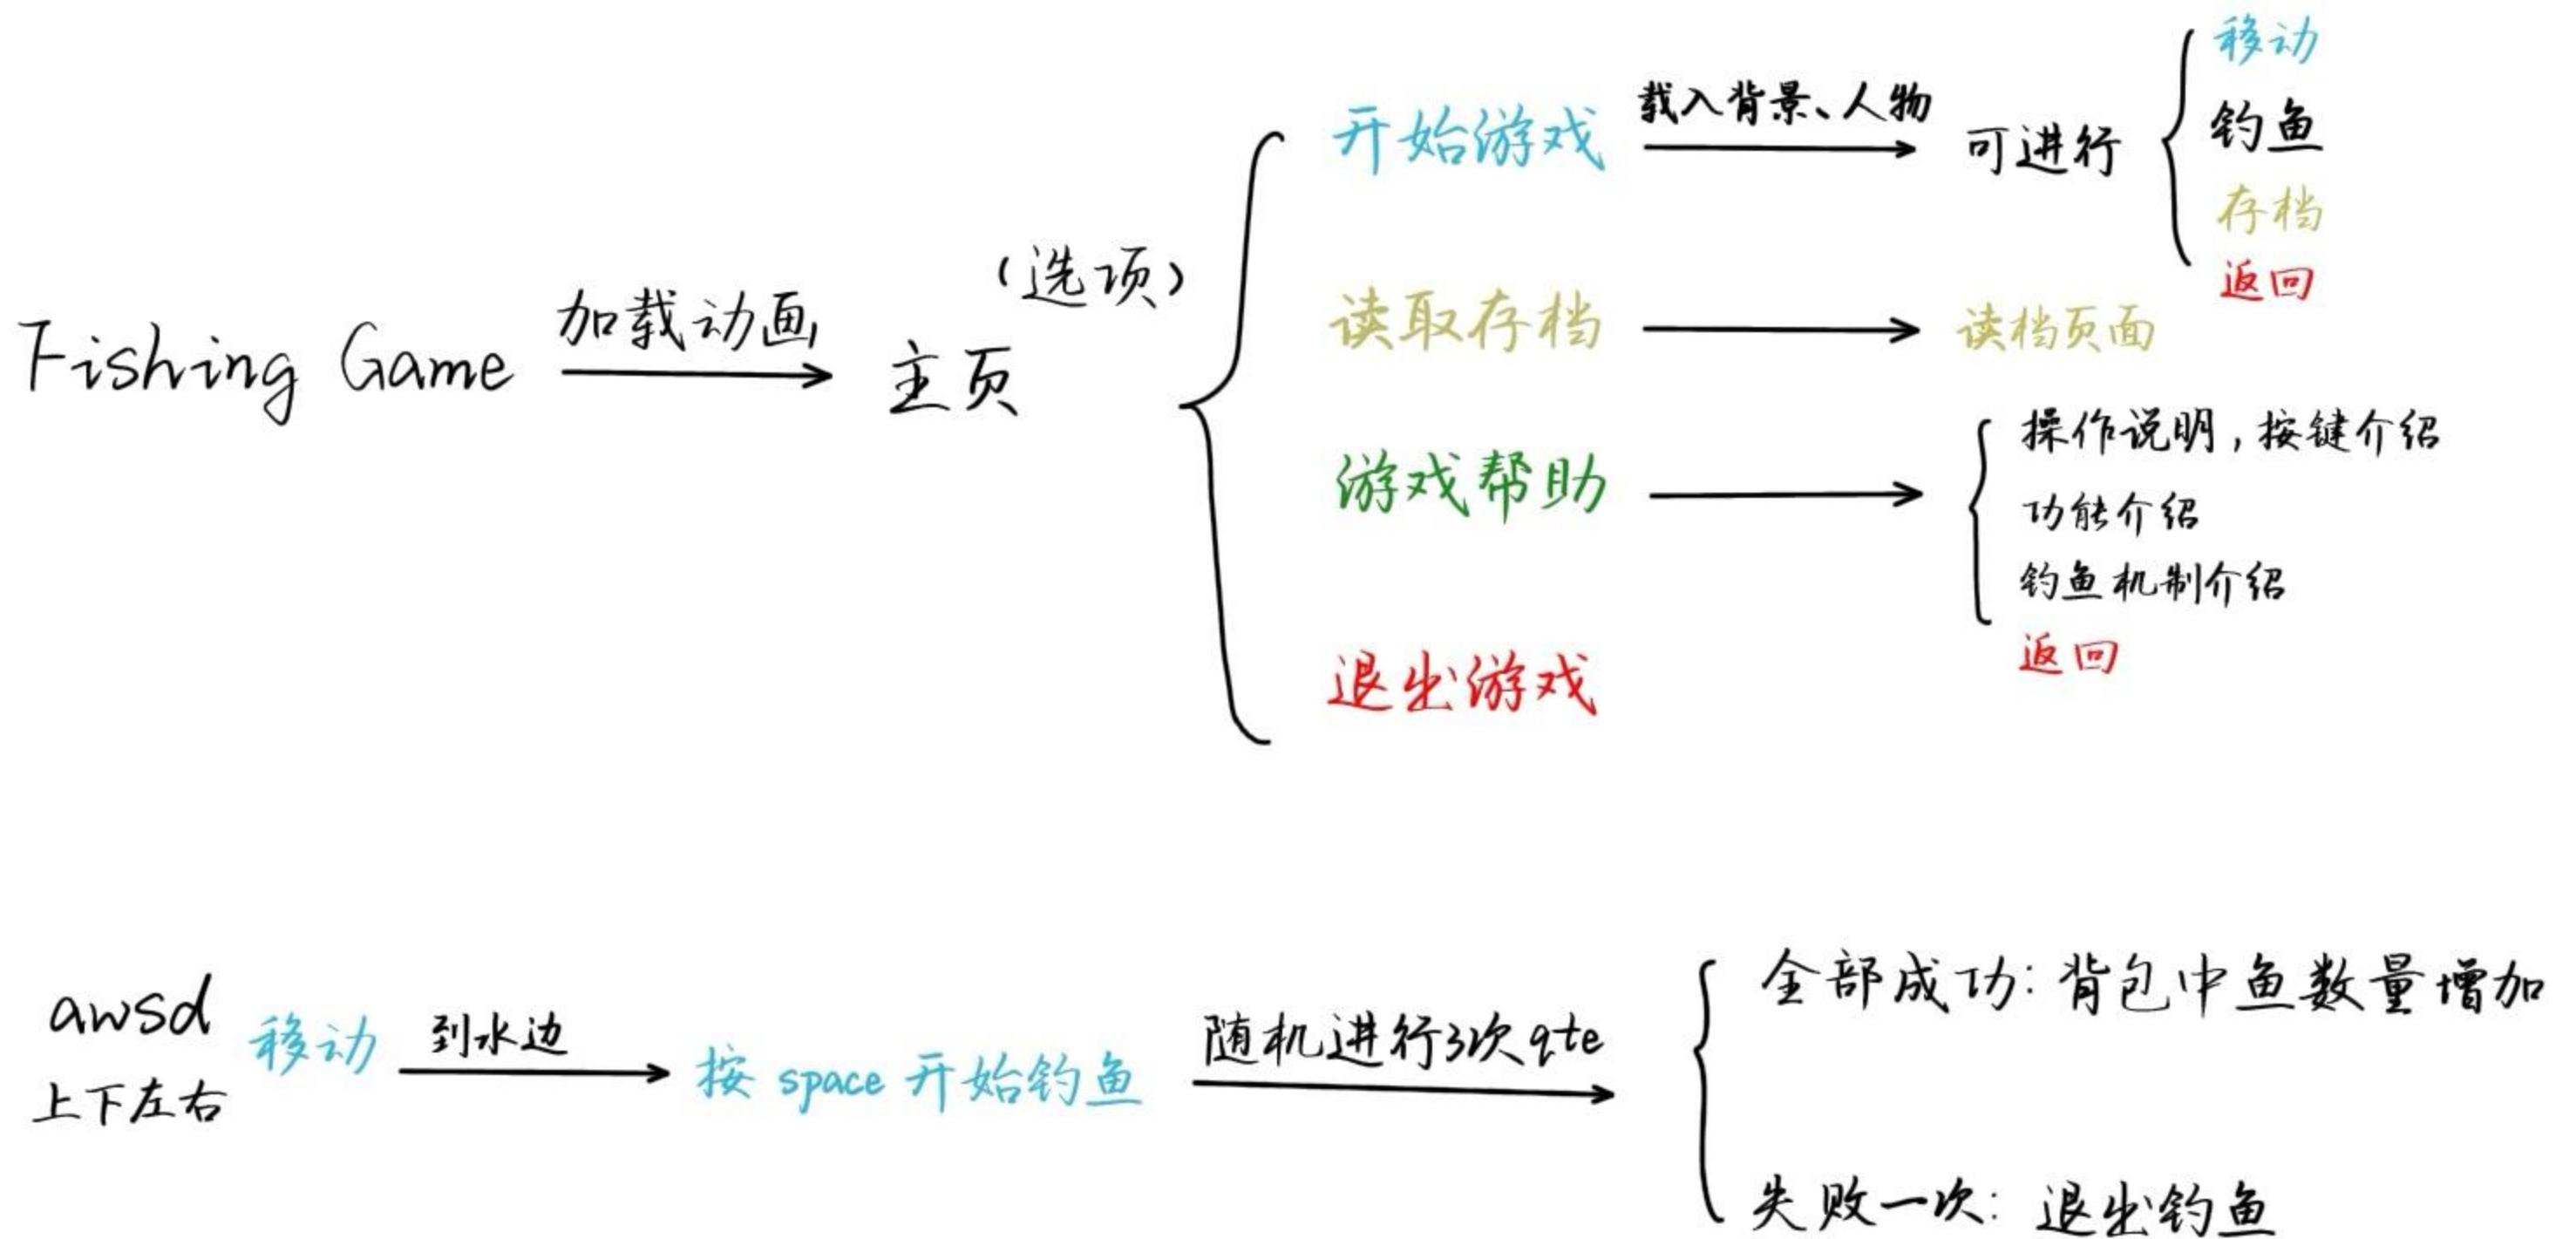 Fishing Game
加载动画
主页
（选项）
开始游戏
载入背景、人物
可进行
移动
钓鱼
存档
返回
读取存档
读档页面
游戏帮助
操作说明，按键介绍
功能介绍
钓鱼机制介绍
返回
退出游戏
awsd
上下左右
移动
到水边
按 space 开始钓鱼
随机进行3次qte
全部成功：背包中鱼数量增加
失败一次：退出钓鱼